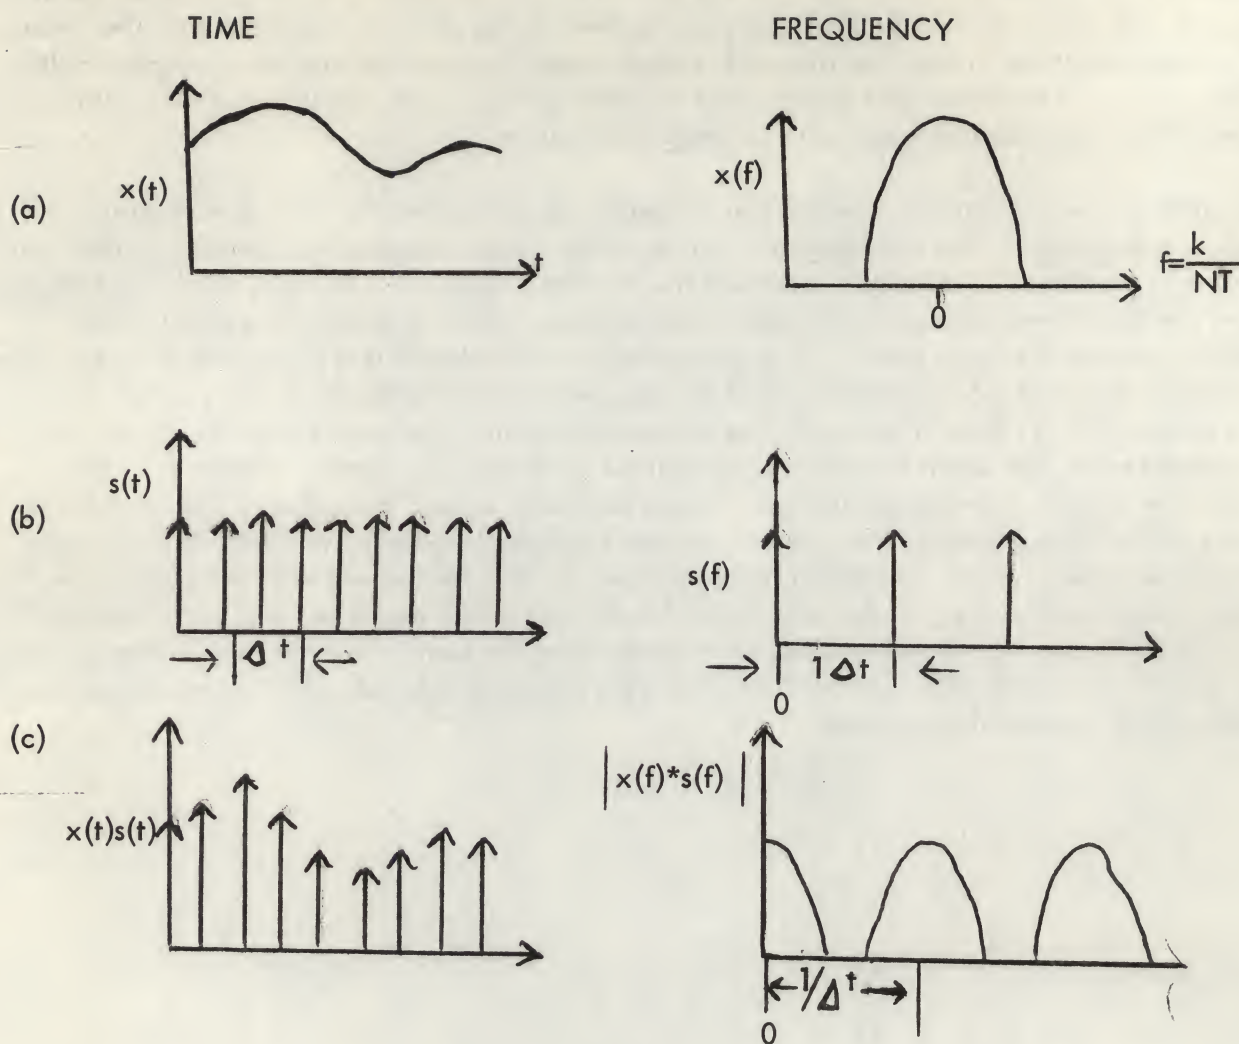 TIME FREQUENCY
(a)
x(t)
t
x(f)
0
f=k/NT
(b)
s(t)
Δt
s(f)
1Δt
0
(c)
x(t)s(t)
|x(f)*s(f)|
1/Δt
0